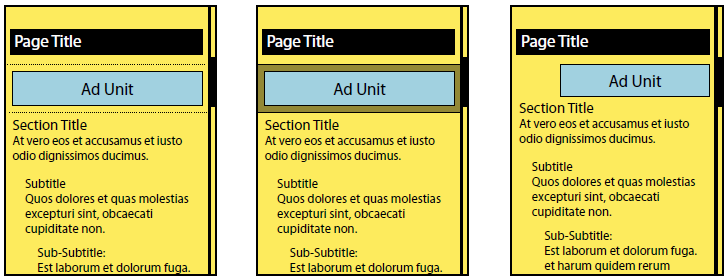 Page Title
Ad Unit
Section Title
At vero eos et accusamus et iusto
odio dignissimos ducimus.
Subtitle
Quos dolores et quas molestias
excepturi sint, obcaecati
cupiditate non.
Sub-Subtitle:
Est laborum et dolorum fuga.
Page Title
Ad Unit
Section Title
At vero eos et accusamus et iusto
odio dignissimos ducimus.
Subtitle
Quos dolores et quas molestias
excepturi sint, obcaecati
cupiditate non.
Sub-Subtitle:
Est laborum et dolorum fuga.
Page Title
Ad Unit
Section Title
At vero eos et accusamus et iusto
odio dignissimos ducimus.
Subtitle
Quos dolores et quas molestias
excepturi sint, obcaecati
cupiditate non.
Sub-Subtitle:
Est laborum et dolorum fuga.
et harum quidem rerum